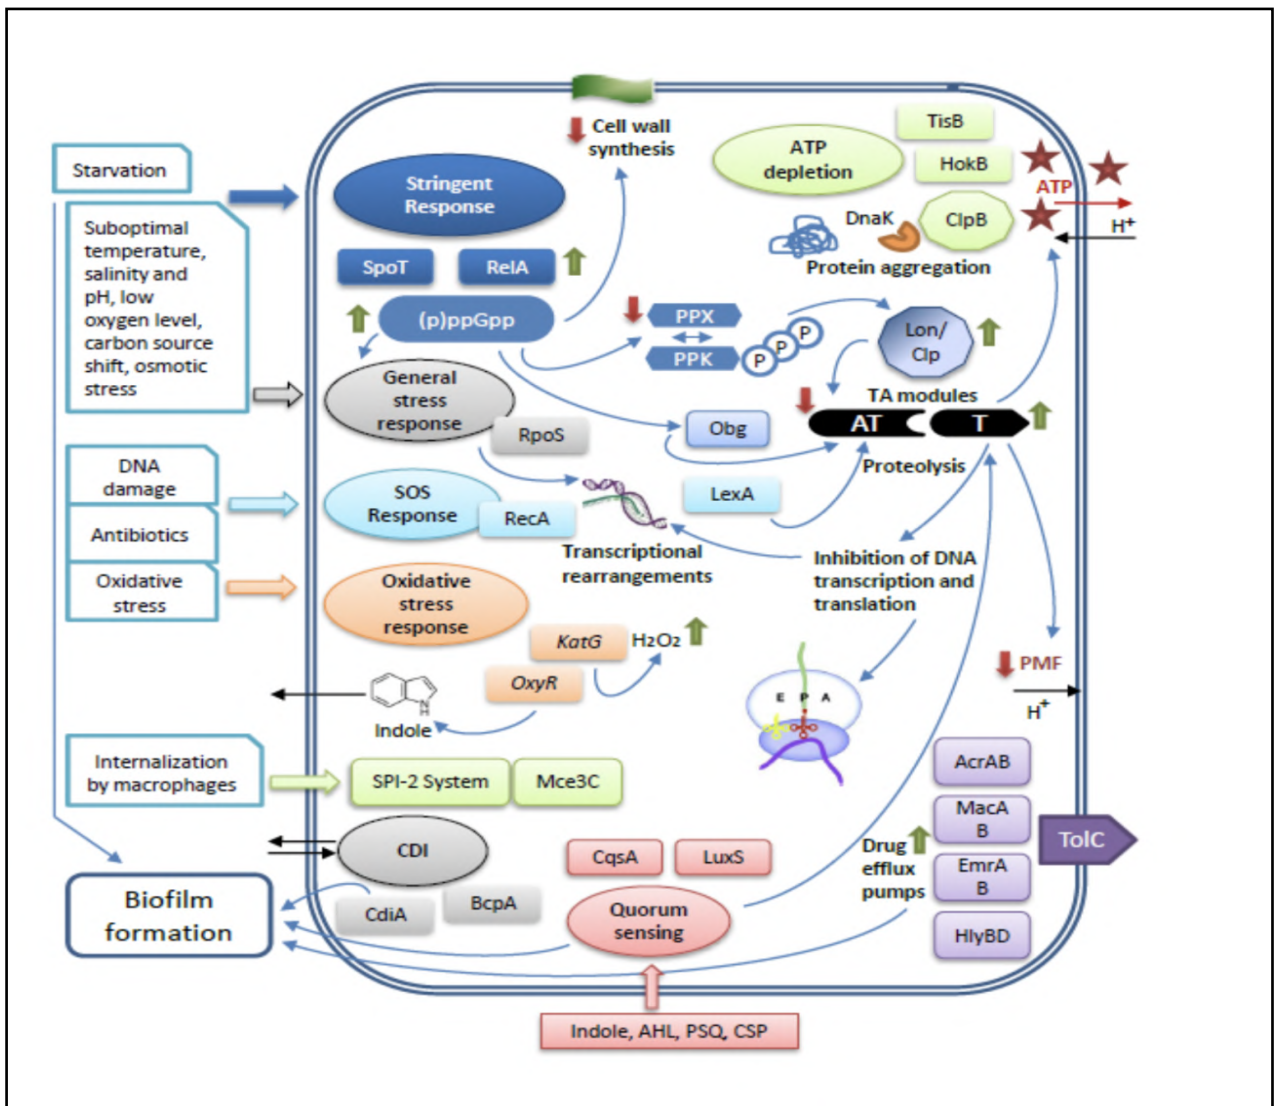 Starvation
Suboptimal
temperature,
salinity and
pH, low
oxygen level,
carbon source
shift, osmotic
stress
DNA
damage
Antibiotics
Oxidative
stress
Internalization
by macrophages
Biofilm
formation
Cell wall
synthesis
Stringent
Response
SpoT
RelA
(p)ppGpp
General
stress
response
RpoS
SOS
Response
RecA
Oxidative
stress
response
KatG
H2O2
OxyR
N
H
Indole
SPI-2 System
Mce3C
CDI
CdiA
BcpA
Transcriptional
rearrangements
ATP
depletion
TisB
HokB
ClpB
DnaK
Protein aggregation
ATP
H+
PPX
PPK
P
P
P
Lon/
Clp
TA modules
AT
T
Proteolysis
Obg
LexA
Inhibition of DNA
transcription and
translation
E P A
PMF
H+
CqsA
LuxS
Quorum
sensing
Drug
efflux
pumps
AcrAB
MacA
B
EmrA
B
HlyBD
TolC
Indole, AHL, PSQ, CSP